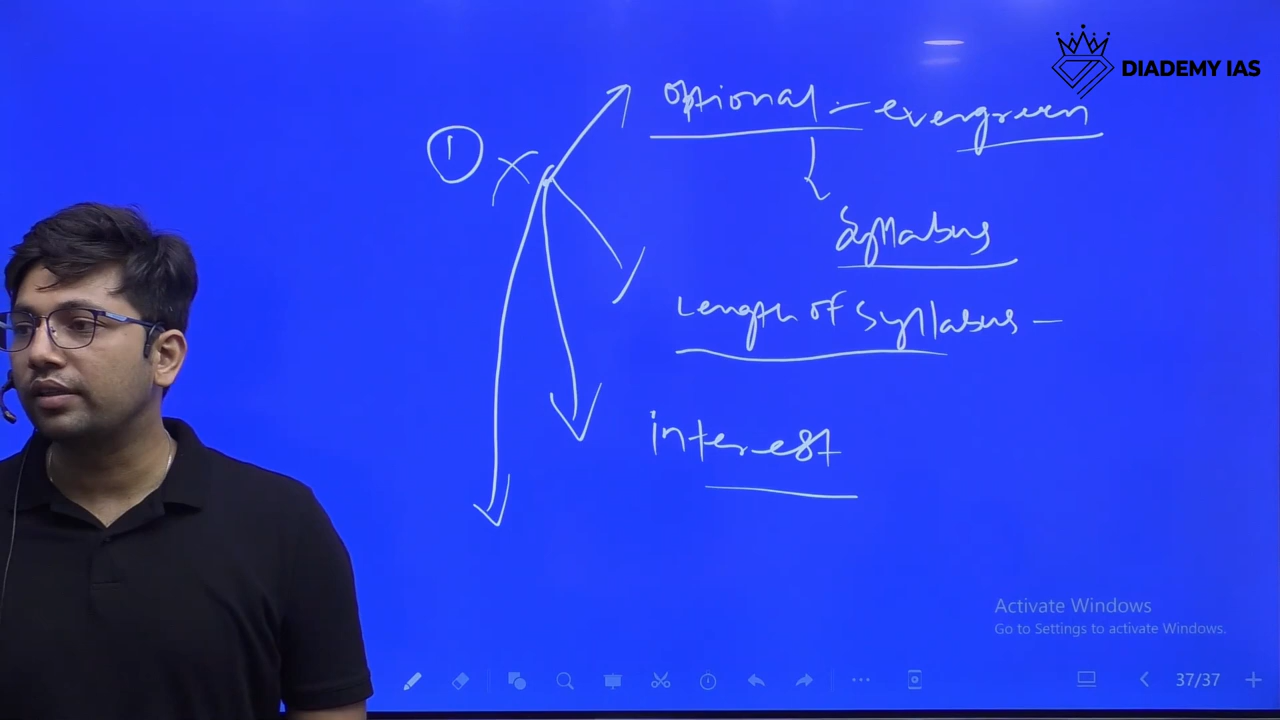 DIADEMY IAS
① X
optional - evergreen
Syllabus
Length of Syllabus -
interest
Activate Windows
Go to Settings to activate Windows.
37/37